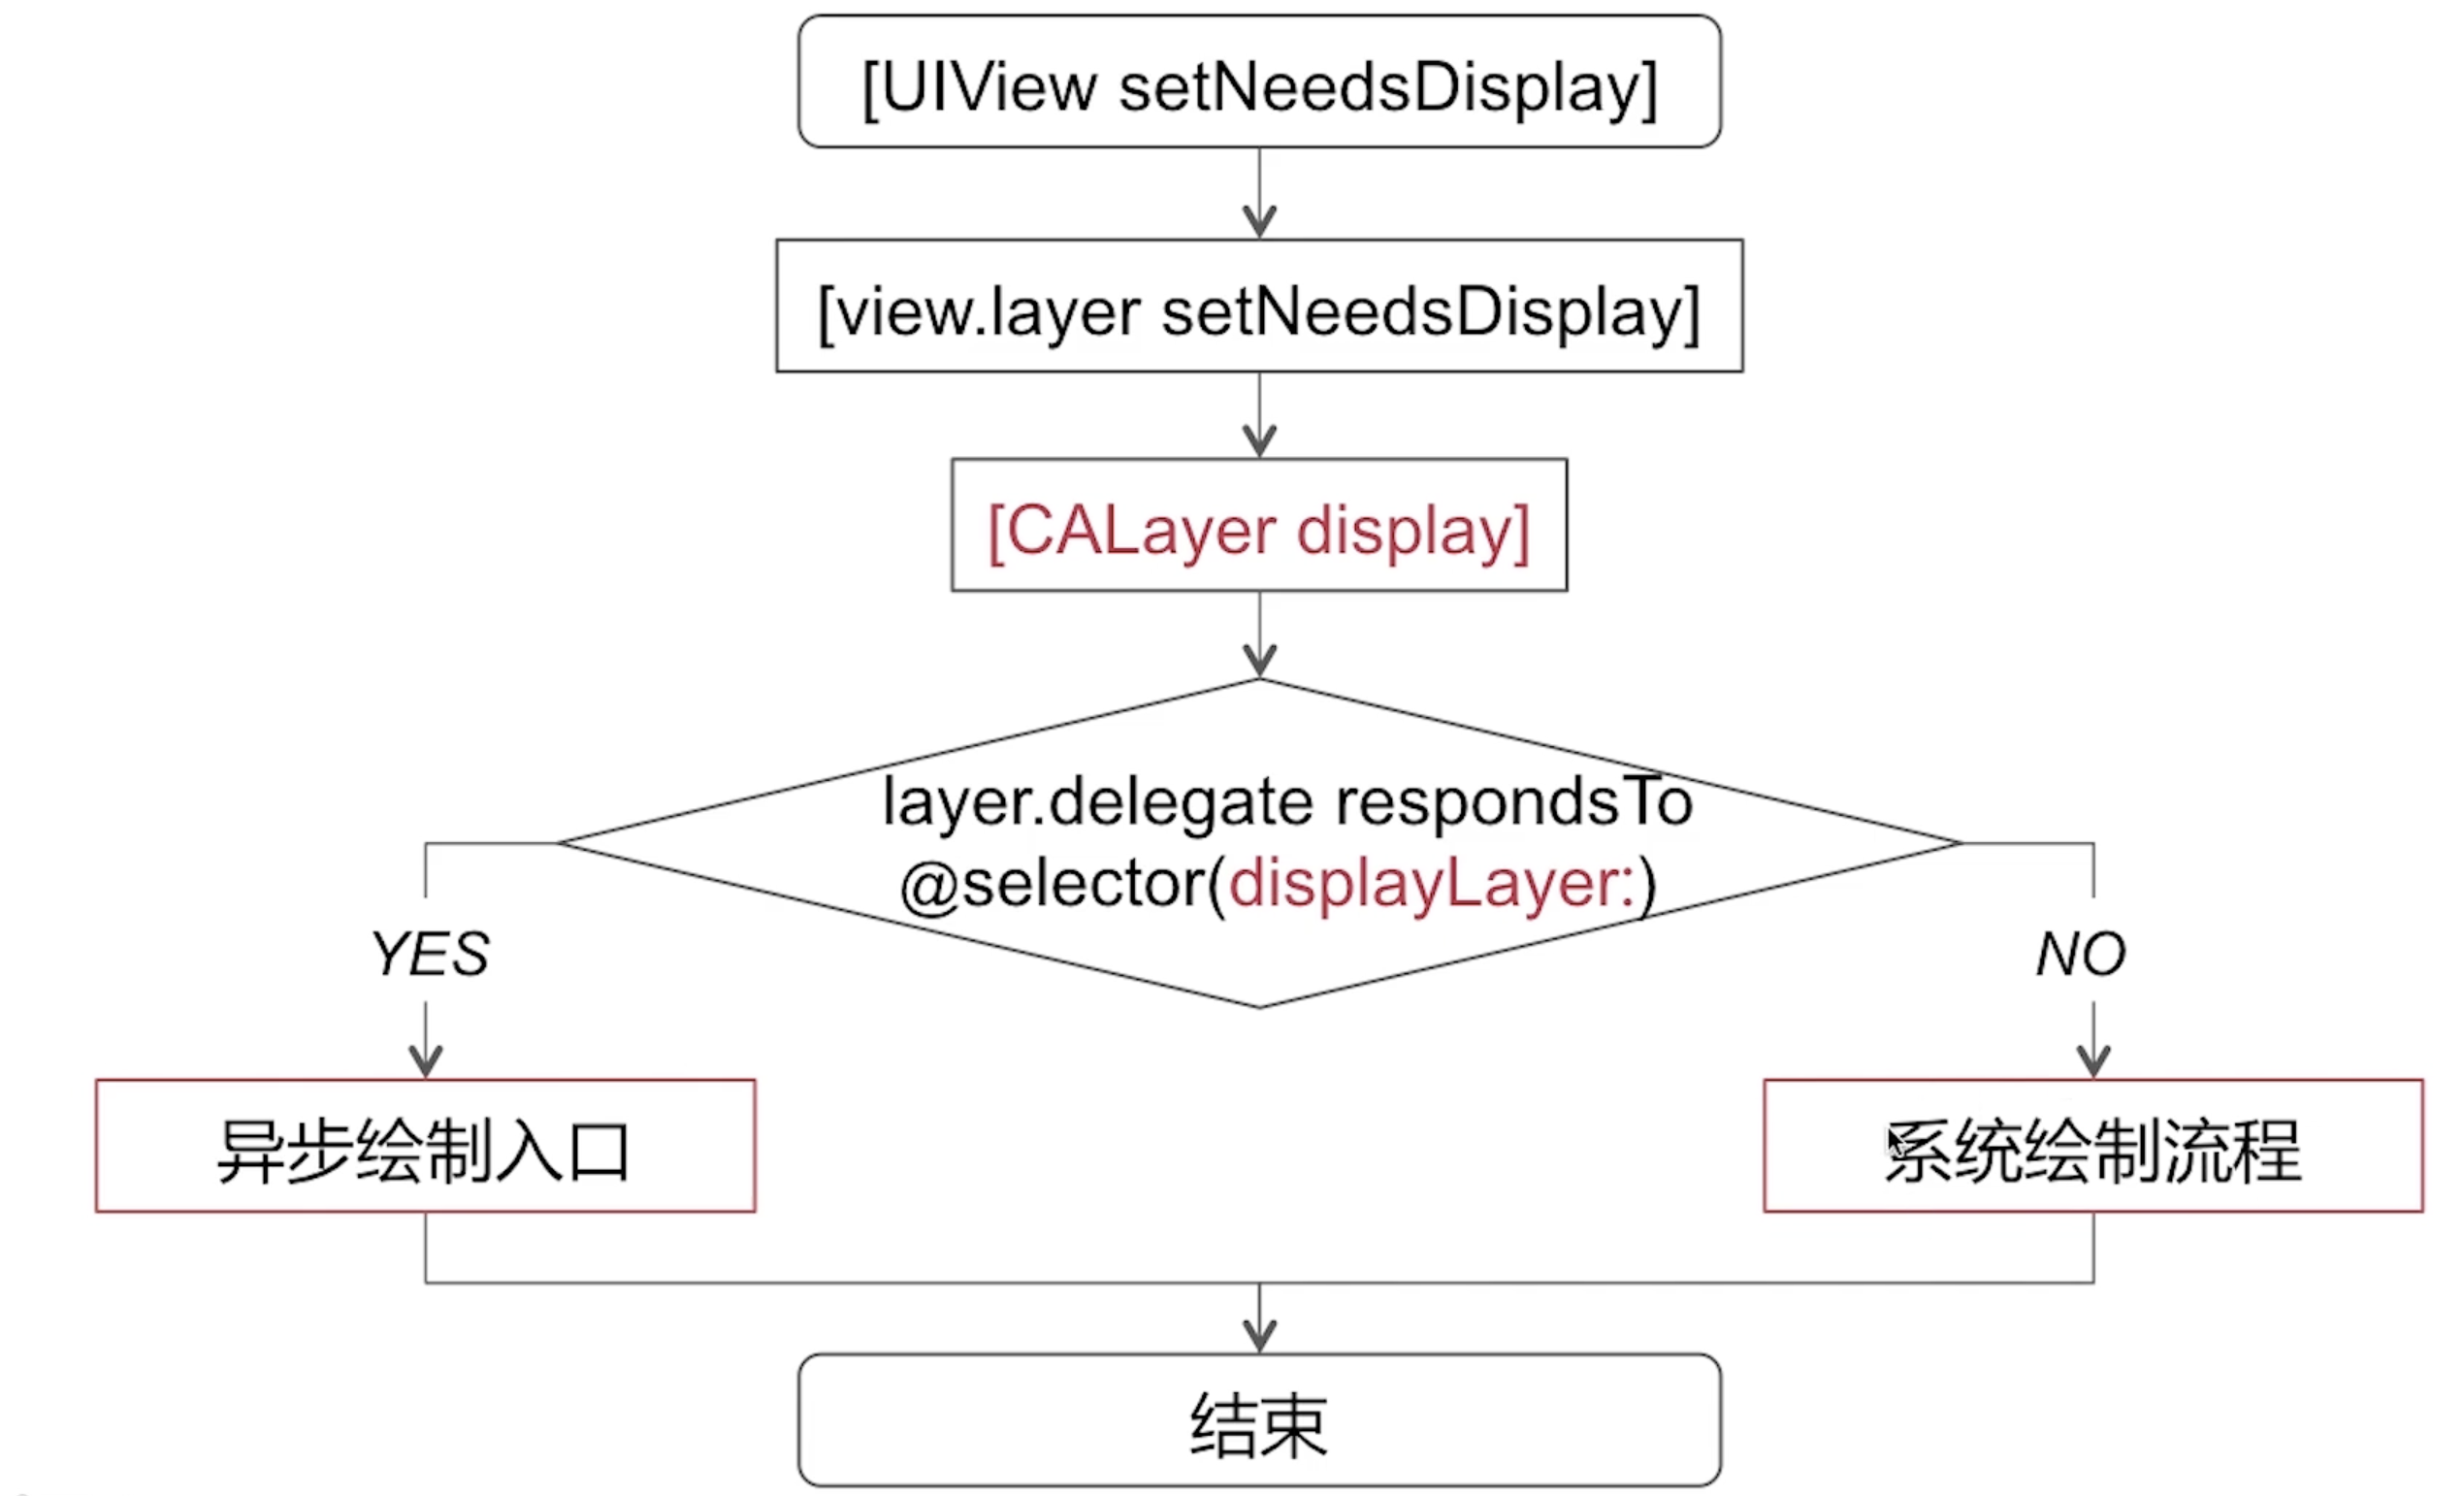 [UIView setNeedsDisplay]
[view.layer setNeedsDisplay]
[CALayer display]
layer.delegate respondsTo
@selector(displayLayer:)
YES
NO
异步绘制入口
系统绘制流程
结束